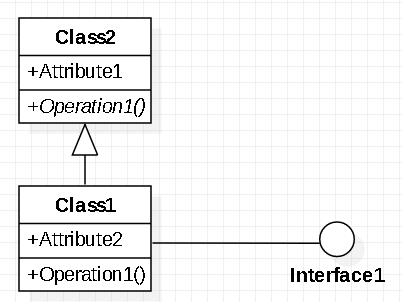 Class2
+Attribute1
+Operation1()
Class1
+Attribute2
+Operation1()
Interface1